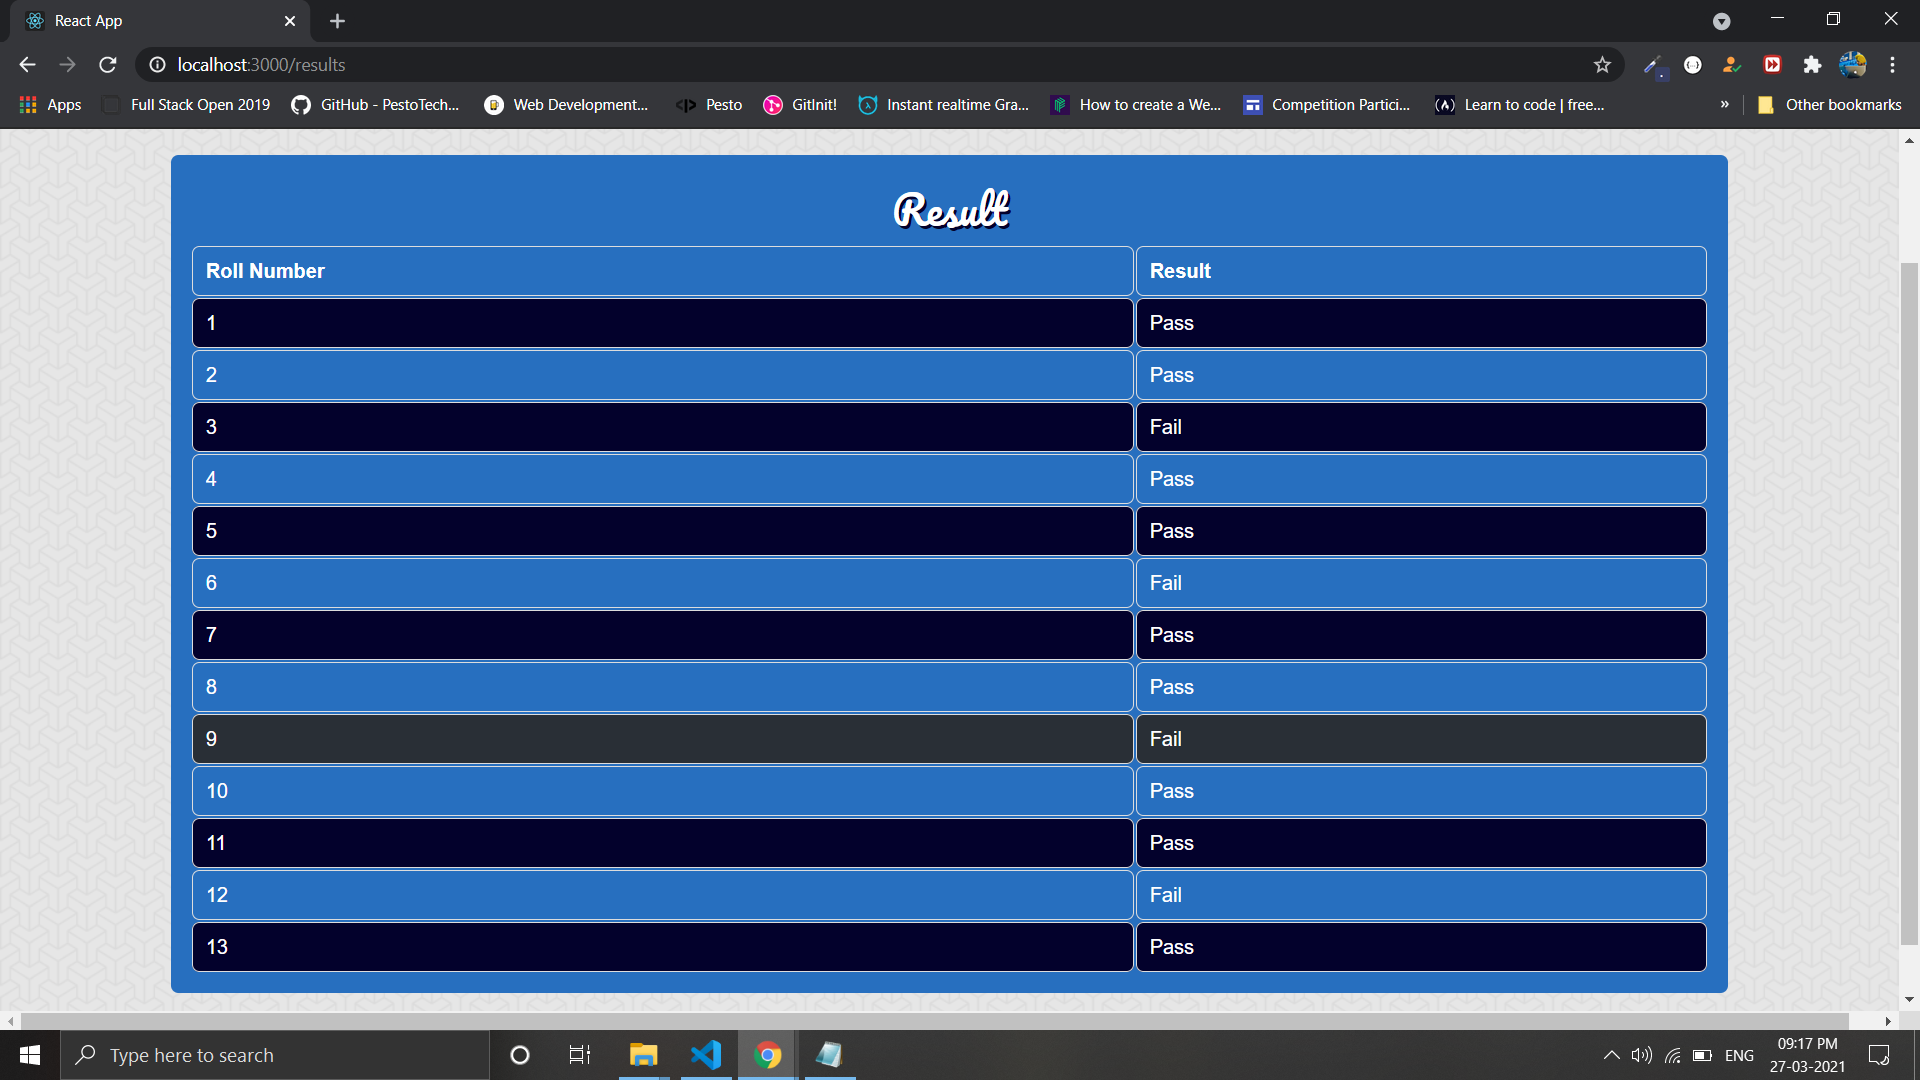 React App
localhost:3000/results
Apps Full Stack Open 2019 GitHub - PestoTech... Web Development... Pesto GitInit! Instant realtime Gra... How to create a We... Competition Partici... Learn to code | free... » Other bookmarks
Result
Roll Number Result
1 Pass
2 Pass
3 Fail
4 Pass
5 Pass
6 Fail
7 Pass
8 Pass
9 Fail
10 Pass
11 Pass
12 Fail
13 Pass
Type here to search
ENG
09:17 PM
27-03-2021